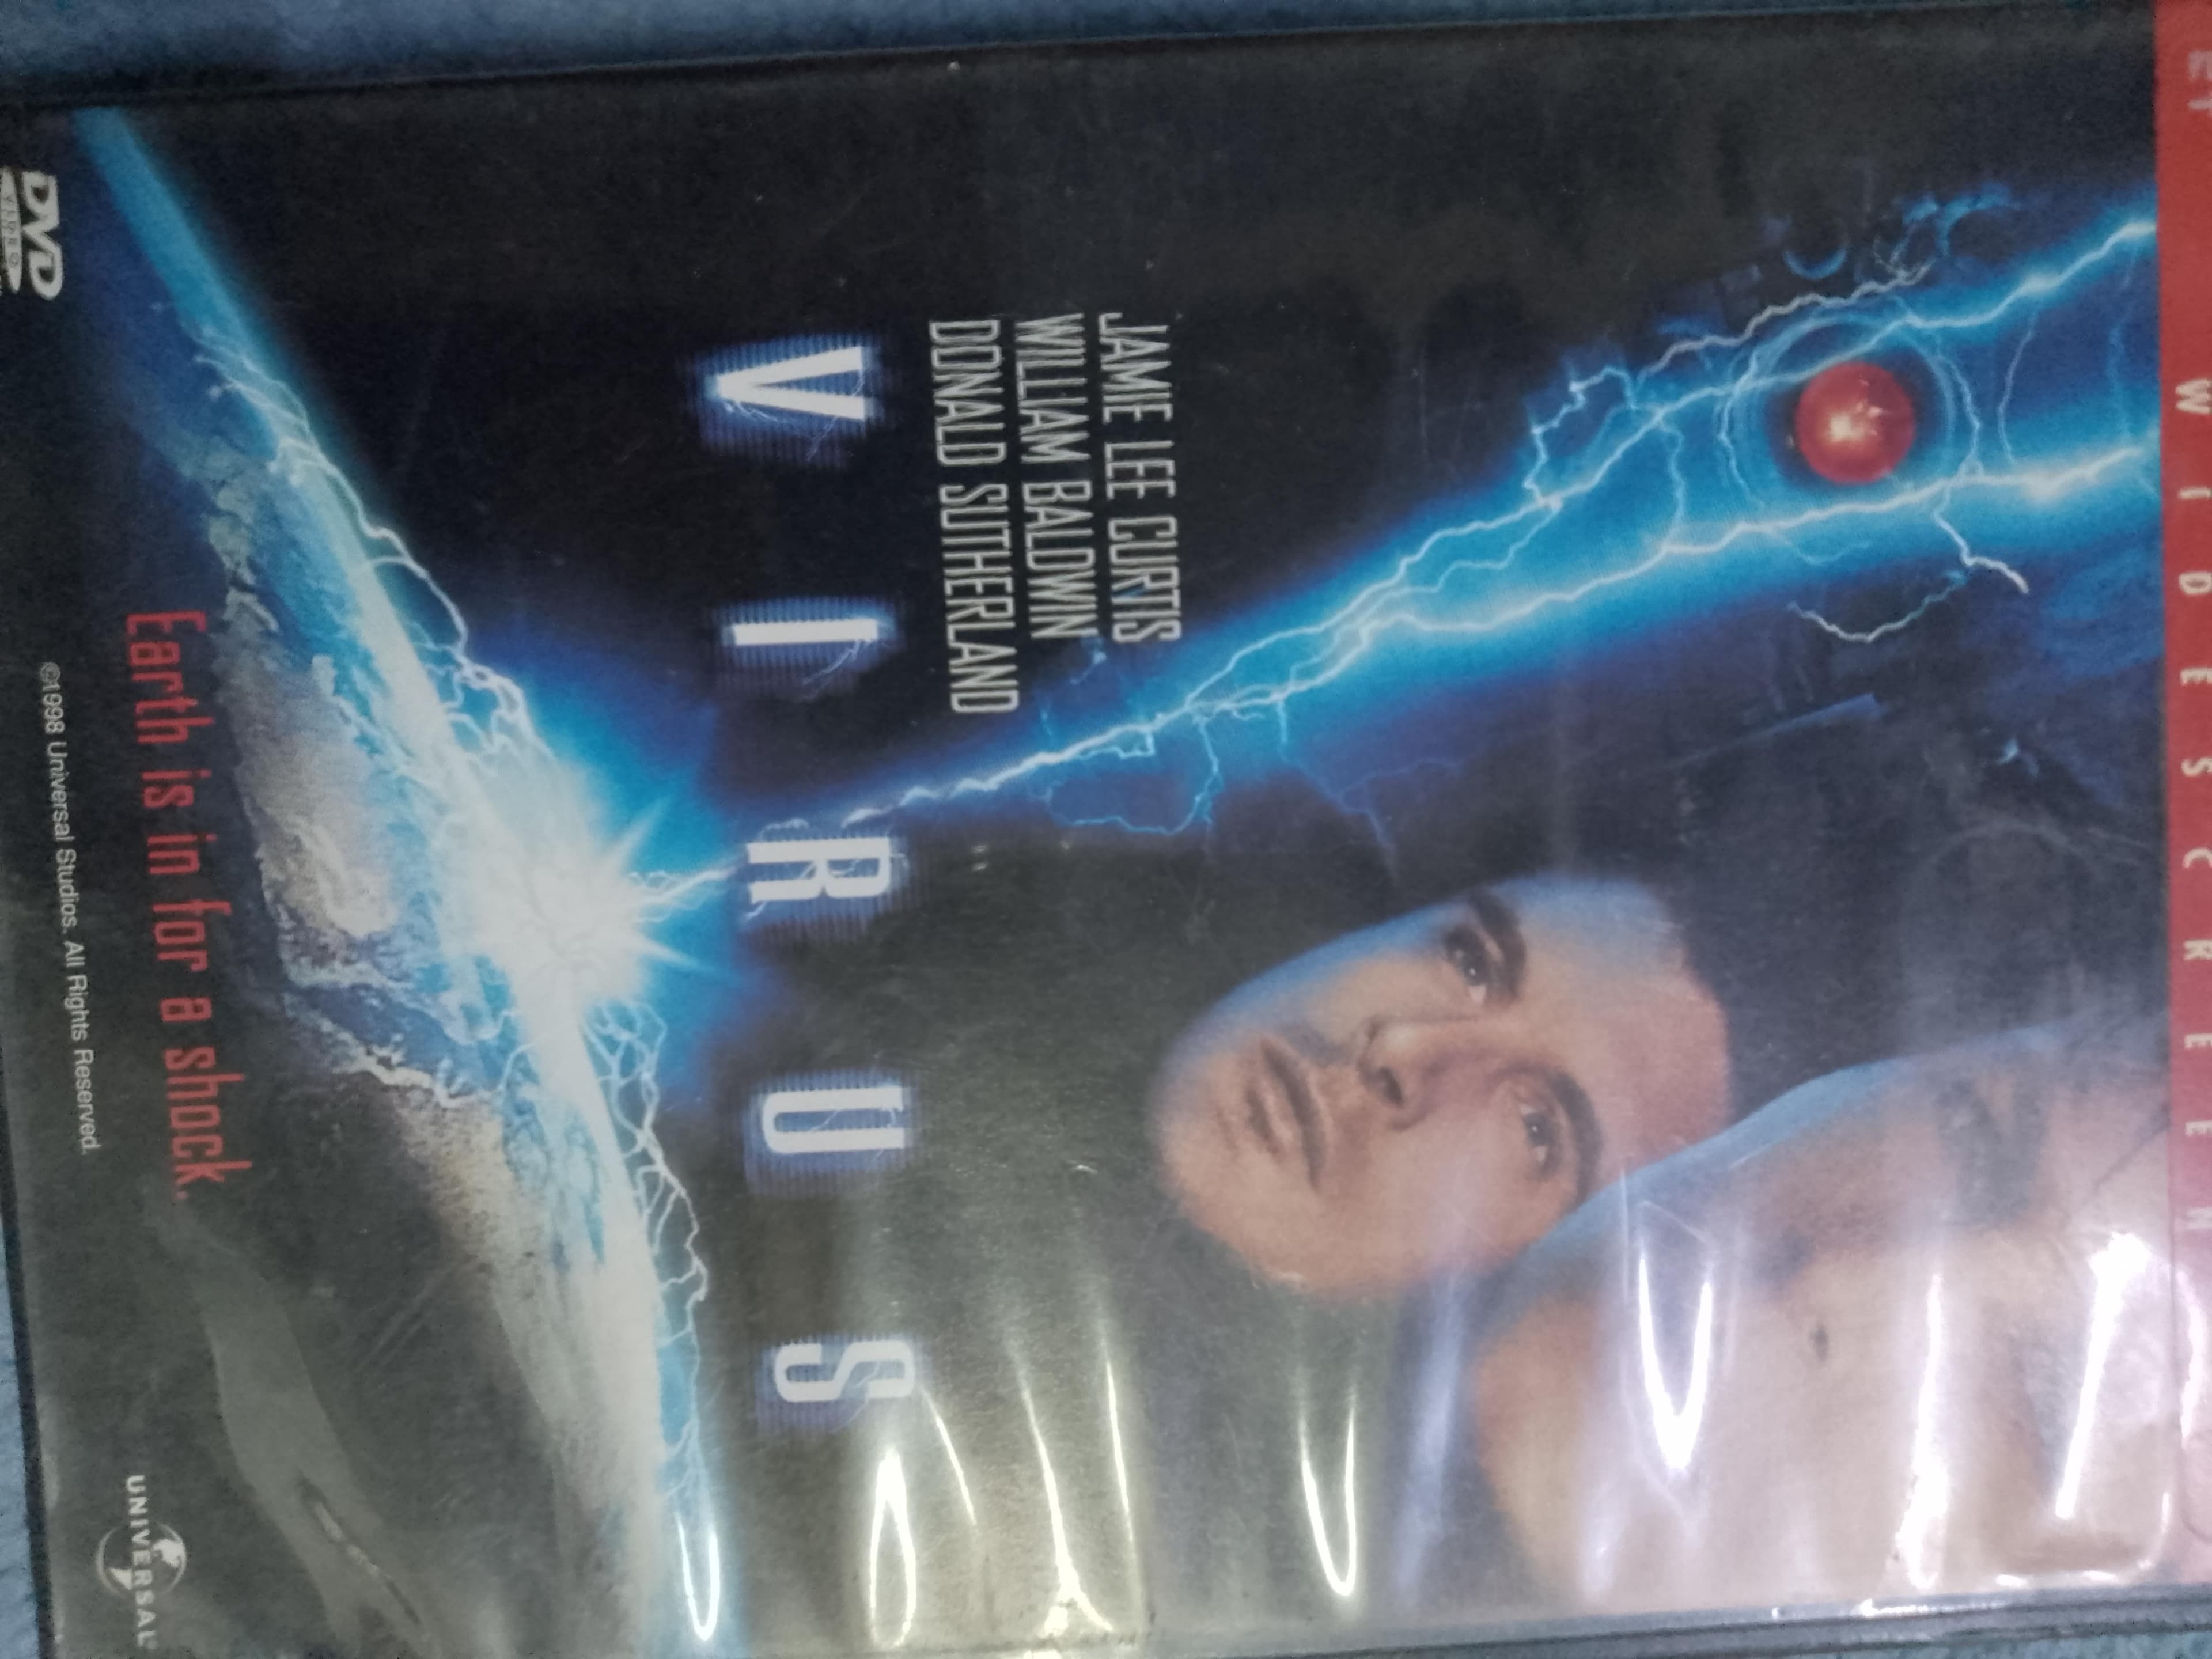 WIDESCREEN
JAMIE LEE CURTIS
WILLIAM BALDWIN
DONALD SUTHERLAND
VIRUS
Earth is in for a shock.
©1998 Universal Studios. All Rights Reserved.
DVD
VIDEO
UNIVERSAL